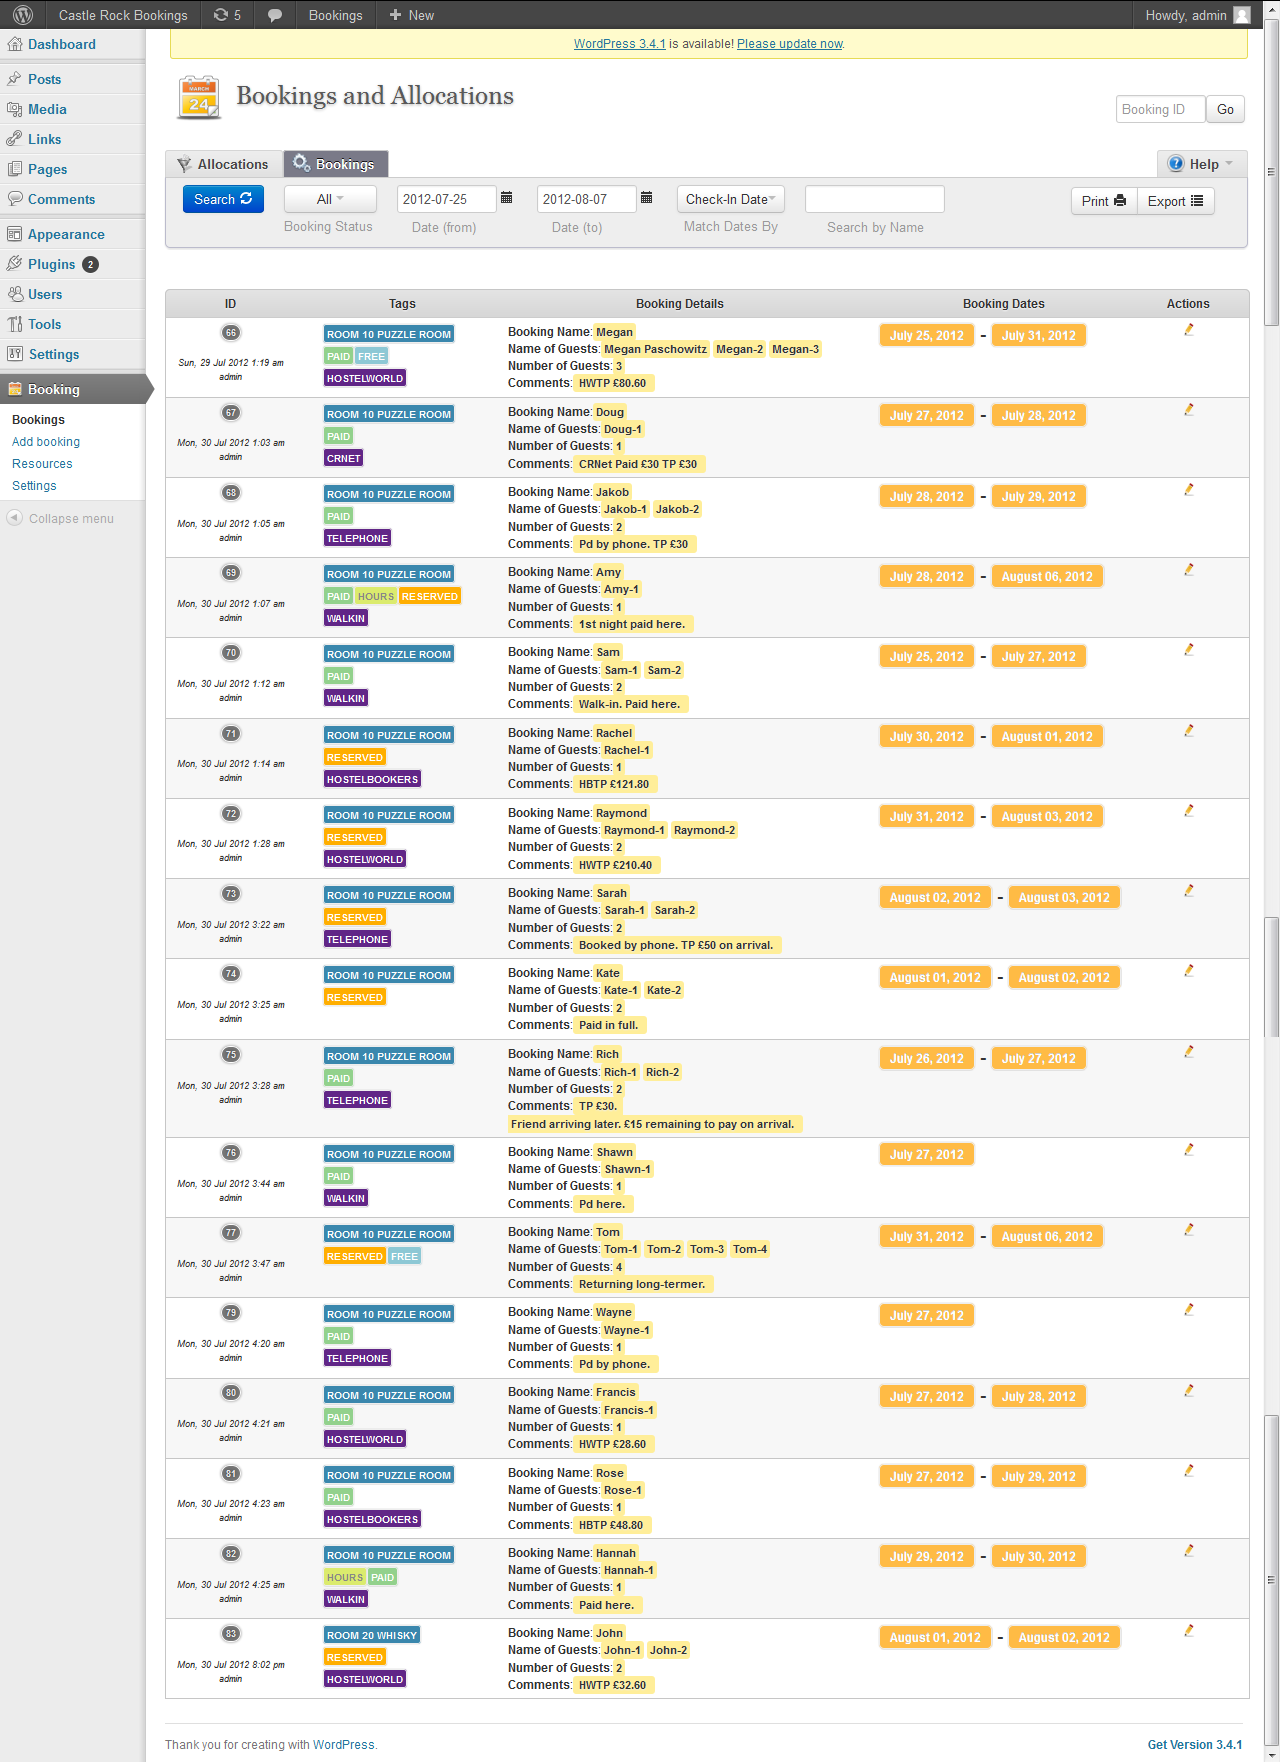 Castle Rock Bookings 5 Bookings + New Howdy, admin
WordPress 3.4.1 is available! Please update now.
Dashboard
Posts
Media
Links
Pages
Comments
Appearance
Plugins 2
Users
Tools
Settings
Booking
Bookings
Add booking
Resources
Settings
Collapse menu
MARCH
24
Bookings and Allocations
Booking ID Go
Allocations Bookings Help
Search All 2012-07-25 2012-08-07 Check-In Date Print Export
Booking Status Date (from) Date (to) Match Dates By Search by Name
ID Tags Booking Details Booking Dates Actions
66
Sun, 29 Jul 2012 1:19 am
admin
ROOM 10 PUZZLE ROOM
PAID FREE
HOSTELWORLD
Booking Name: Megan
Name of Guests: Megan Paschowitz Megan-2 Megan-3
Number of Guests: 3
Comments: HWTP £80.60
July 25, 2012 - July 31, 2012
67
Mon, 30 Jul 2012 1:03 am
admin
ROOM 10 PUZZLE ROOM
PAID
CRNET
Booking Name: Doug
Name of Guests: Doug-1
Number of Guests: 1
Comments: CRNet Paid £30 TP £30
July 27, 2012 - July 28, 2012
68
Mon, 30 Jul 2012 1:05 am
admin
ROOM 10 PUZZLE ROOM
PAID
TELEPHONE
Booking Name: Jakob
Name of Guests: Jakob-1 Jakob-2
Number of Guests: 2
Comments: Pd by phone. TP £30
July 28, 2012 - July 29, 2012
69
Mon, 30 Jul 2012 1:07 am
admin
ROOM 10 PUZZLE ROOM
PAID HOURS RESERVED
WALKIN
Booking Name: Amy
Name of Guests: Amy-1
Number of Guests: 1
Comments: 1st night paid here.
July 28, 2012 - August 06, 2012
70
Mon, 30 Jul 2012 1:12 am
admin
ROOM 10 PUZZLE ROOM
PAID
WALKIN
Booking Name: Sam
Name of Guests: Sam-1 Sam-2
Number of Guests: 2
Comments: Walk-in. Paid here.
July 25, 2012 - July 27, 2012
71
Mon, 30 Jul 2012 1:14 am
admin
ROOM 10 PUZZLE ROOM
RESERVED
HOSTELBOOKERS
Booking Name: Rachel
Name of Guests: Rachel-1
Number of Guests: 1
Comments: HBTP £121.80
July 30, 2012 - August 01, 2012
72
Mon, 30 Jul 2012 1:28 am
admin
ROOM 10 PUZZLE ROOM
RESERVED
HOSTELWORLD
Booking Name: Raymond
Name of Guests: Raymond-1 Raymond-2
Number of Guests: 2
Comments: HWTP £210.40
July 31, 2012 - August 03, 2012
73
Mon, 30 Jul 2012 3:22 am
admin
ROOM 10 PUZZLE ROOM
RESERVED
TELEPHONE
Booking Name: Sarah
Name of Guests: Sarah-1 Sarah-2
Number of Guests: 2
Comments: Booked by phone. TP £50 on arrival.
August 02, 2012 - August 03, 2012
74
Mon, 30 Jul 2012 3:25 am
admin
ROOM 10 PUZZLE ROOM
RESERVED
Booking Name: Kate
Name of Guests: Kate-1 Kate-2
Number of Guests: 2
Comments: Paid in full.
August 01, 2012 - August 02, 2012
75
Mon, 30 Jul 2012 3:28 am
admin
ROOM 10 PUZZLE ROOM
PAID
TELEPHONE
Booking Name: Rich
Name of Guests: Rich-1 Rich-2
Number of Guests: 2
Comments: TP £30.
Friend arriving later. £15 remaining to pay on arrival.
July 26, 2012 - July 27, 2012
76
Mon, 30 Jul 2012 3:44 am
admin
ROOM 10 PUZZLE ROOM
PAID
WALKIN
Booking Name: Shawn
Name of Guests: Shawn-1
Number of Guests: 1
Comments: Pd here.
July 27, 2012
77
Mon, 30 Jul 2012 3:47 am
admin
ROOM 10 PUZZLE ROOM
RESERVED FREE
Booking Name: Tom
Name of Guests: Tom-1 Tom-2 Tom-3 Tom-4
Number of Guests: 4
Comments: Returning long-termer.
July 31, 2012 - August 06, 2012
79
Mon, 30 Jul 2012 4:20 am
admin
ROOM 10 PUZZLE ROOM
PAID
TELEPHONE
Booking Name: Wayne
Name of Guests: Wayne-1
Number of Guests: 1
Comments: Pd by phone.
July 27, 2012
80
Mon, 30 Jul 2012 4:21 am
admin
ROOM 10 PUZZLE ROOM
PAID
HOSTELWORLD
Booking Name: Francis
Name of Guests: Francis-1
Number of Guests: 1
Comments: HWTP £28.60
July 27, 2012 - July 28, 2012
81
Mon, 30 Jul 2012 4:23 am
admin
ROOM 10 PUZZLE ROOM
PAID
HOSTELBOOKERS
Booking Name: Rose
Name of Guests: Rose-1
Number of Guests: 1
Comments: HBTP £48.80
July 27, 2012 - July 29, 2012
82
Mon, 30 Jul 2012 4:25 am
admin
ROOM 10 PUZZLE ROOM
HOURS PAID
WALKIN
Booking Name: Hannah
Name of Guests: Hannah-1
Number of Guests: 1
Comments: Paid here.
July 29, 2012 - July 30, 2012
83
Mon, 30 Jul 2012 8:02 pm
admin
ROOM 20 WHISKY
RESERVED
HOSTELWORLD
Booking Name: John
Name of Guests: John-1 John-2
Number of Guests: 2
Comments: HWTP £32.60
August 01, 2012 - August 02, 2012
Thank you for creating with WordPress. Get Version 3.4.1